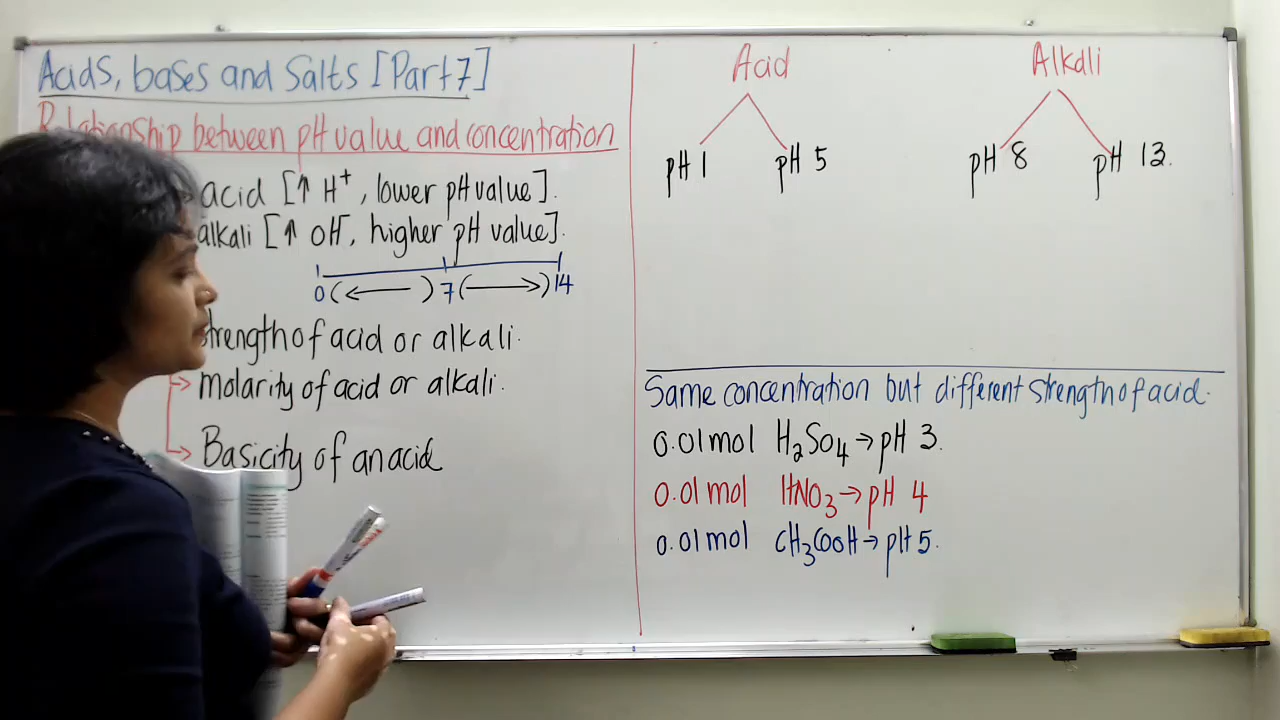 Acids, bases and Salts [Part 7]
Relationship between pH value and concentration
acid [↑ H⁺, lower pH value].
alkali [↑ OH⁻, higher pH value].
0 (← ) 7 (→) 14
strength of acid or alkali.
→ molarity of acid or alkali.
→ Basicity of an acid
Acid
pH 1 pH 5
Alkali
pH 8 pH 13.
Same concentration but different strength of acid.
0.01 mol H₂SO₄ → pH 3.
0.01 mol HNO₃ → pH 4
0.01 mol CH₃COOH → pH 5.